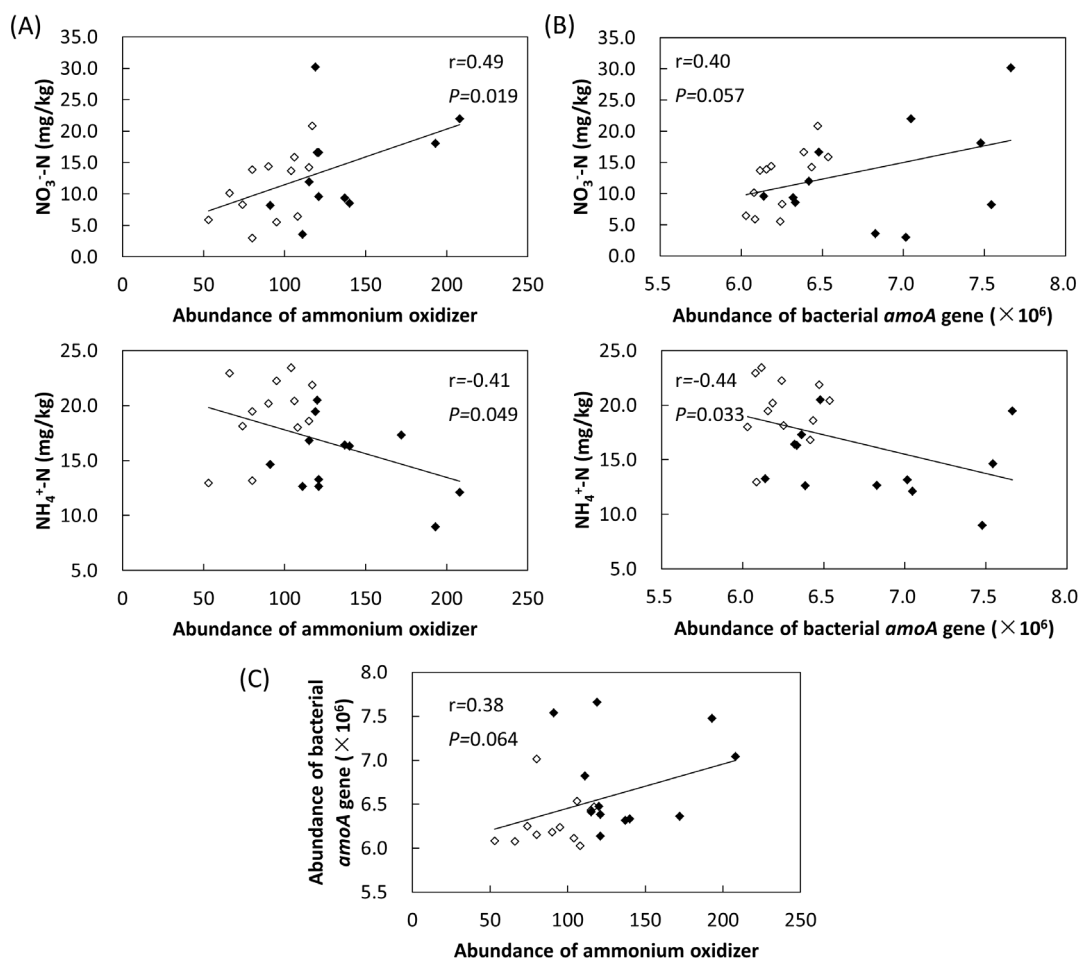 (A)
35.0
30.0
25.0
20.0
15.0
10.0
5.0
0.0
NO₃⁻-N (mg/kg)
r=0.49
P=0.019
0 50 100 150 200 250
Abundance of ammonium oxidizer
(B)
35.0
30.0
25.0
20.0
15.0
10.0
5.0
0.0
NO₃⁻-N (mg/kg)
r=0.40
P=0.057
5.5 6.0 6.5 7.0 7.5 8.0
Abundance of bacterial amoA gene (×10⁶)
25.0
20.0
15.0
10.0
5.0
NH₄⁺-N (mg/kg)
r=-0.41
P=0.049
0 50 100 150 200 250
Abundance of ammonium oxidizer
25.0
20.0
15.0
10.0
5.0
NH₄⁺-N (mg/kg)
r=-0.44
P=0.033
5.5 6.0 6.5 7.0 7.5 8.0
Abundance of bacterial amoA gene (×10⁶)
(C)
Abundance of bacterial
amoA gene (×10⁶)
8.0
7.5
7.0
6.5
6.0
5.5
r=0.38
P=0.064
0 50 100 150 200 250
Abundance of ammonium oxidizer